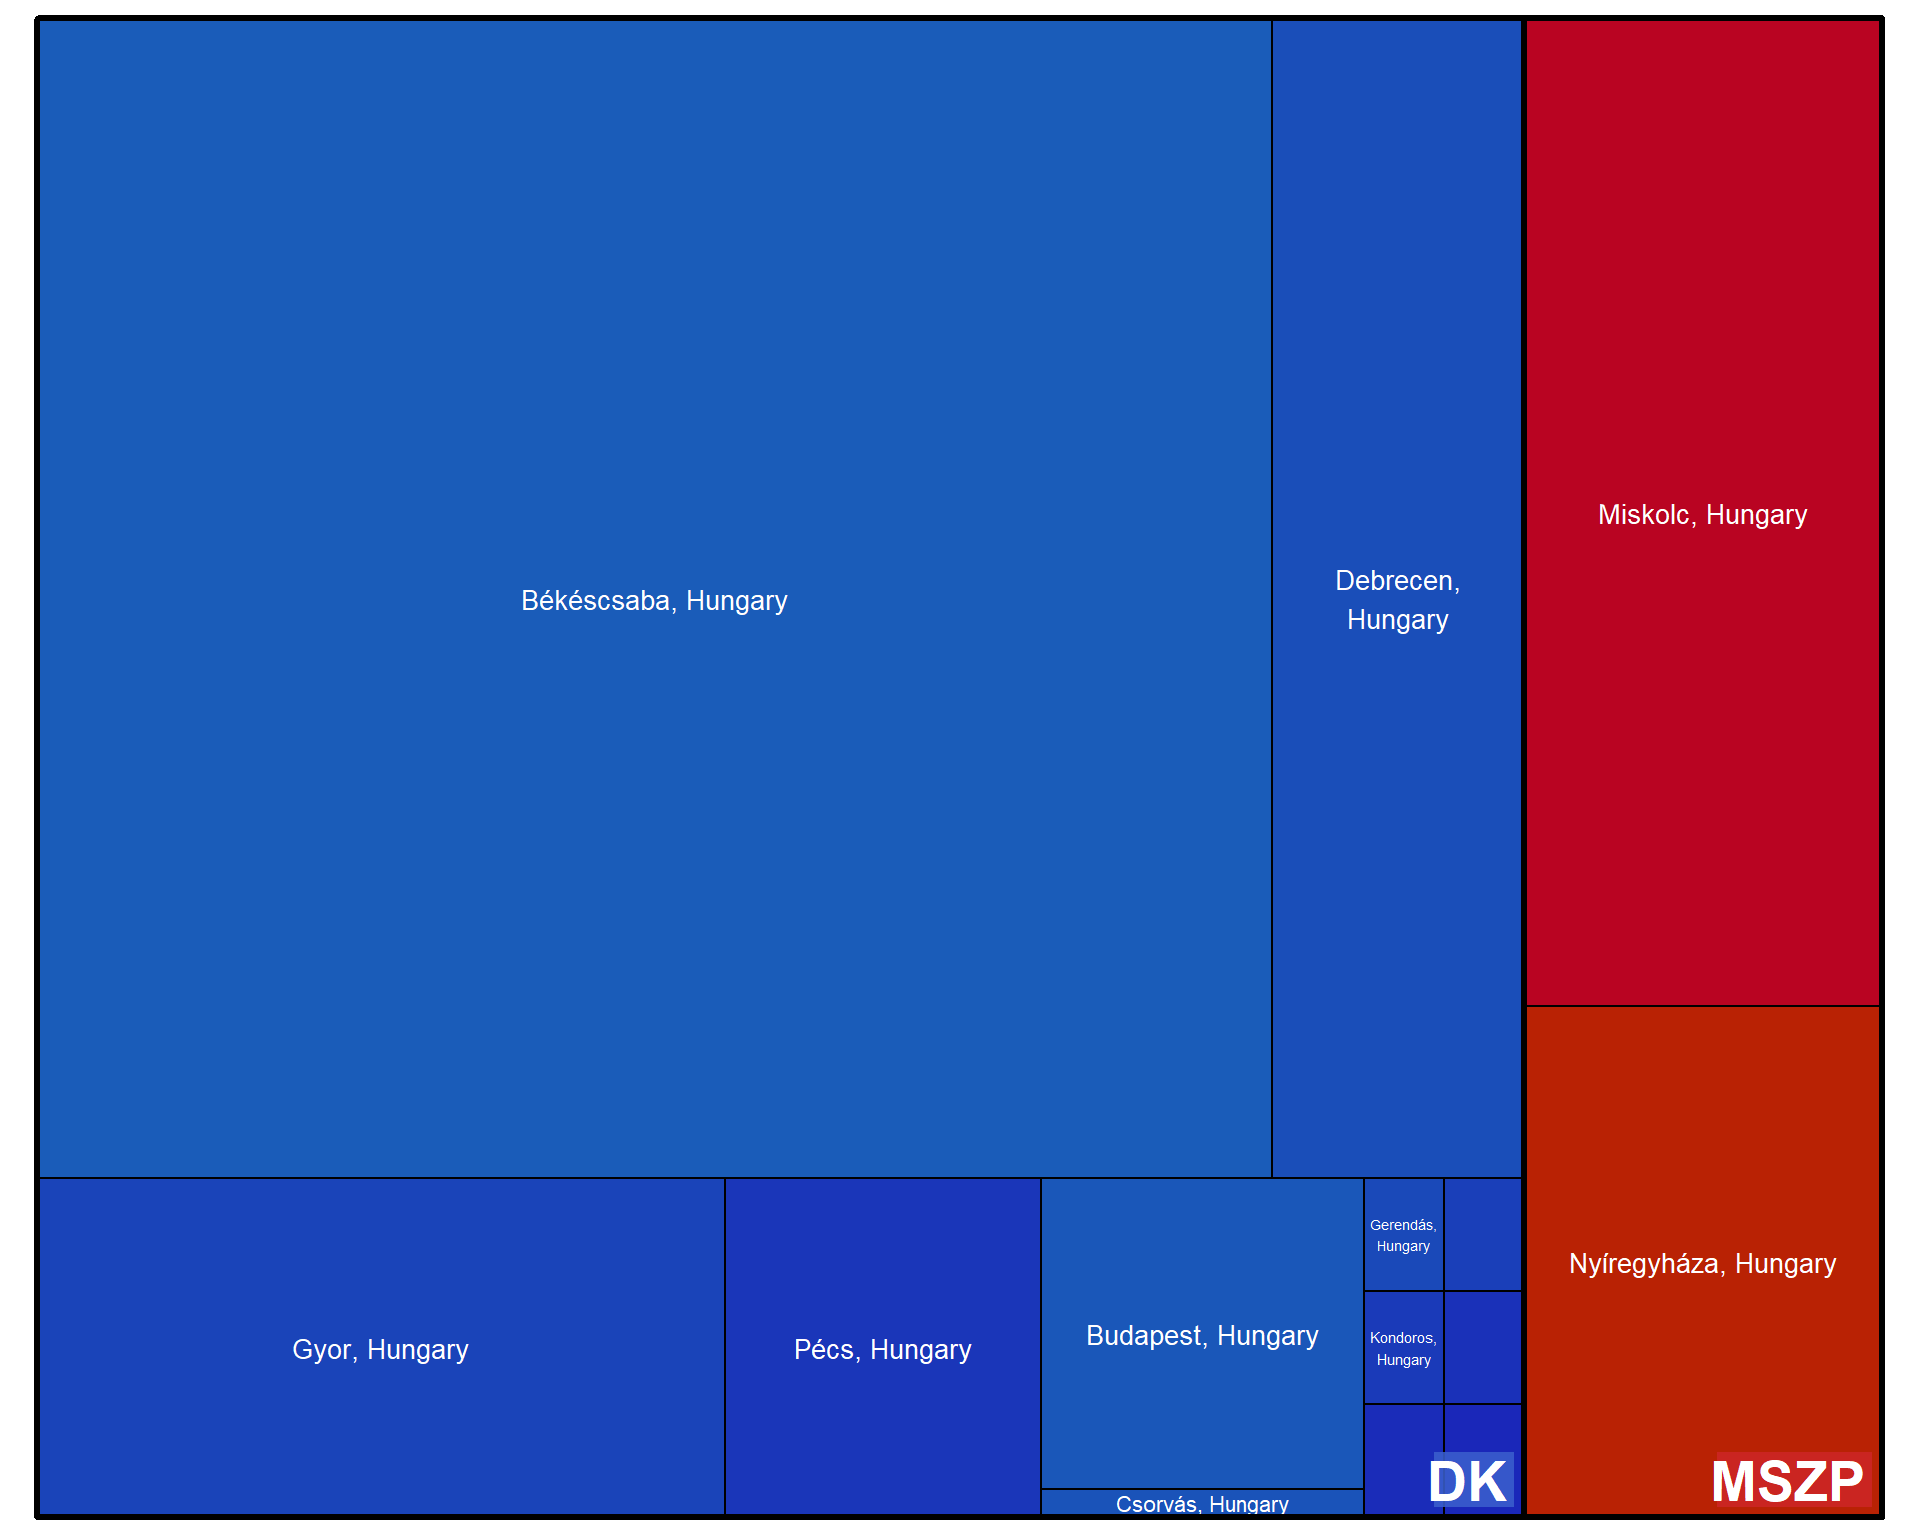 Békéscsaba, Hungary
Debrecen,
Hungary
Miskolc, Hungary
Gyor, Hungary
Pécs, Hungary
Budapest, Hungary
Csorvás, Hungary
Gerendás,
Hungary
Kondoros,
Hungary
DK
Nyíregyháza, Hungary
MSZP